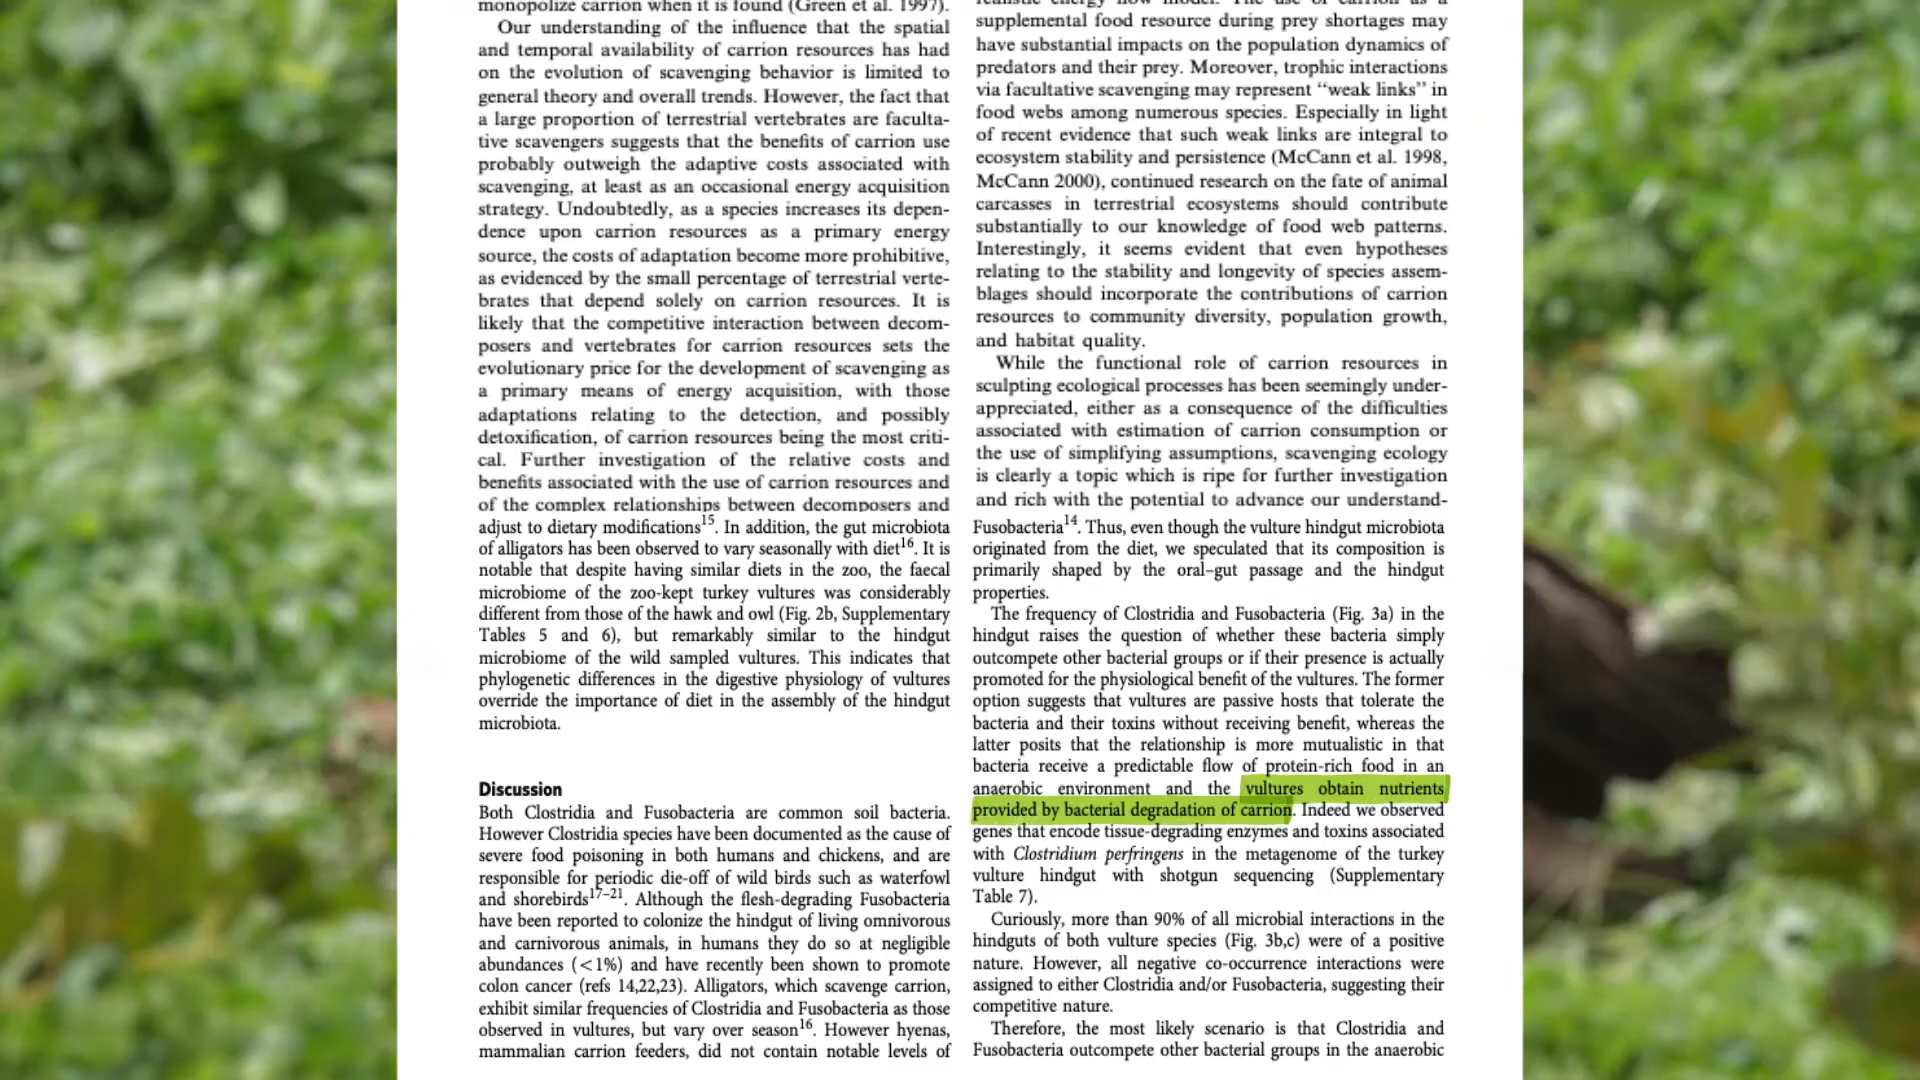 monopolize carrion when it is found (Green et al. 1997).
Our understanding of the influence that the spatial
and temporal availability of carrion resources has had
on the evolution of scavenging behavior is limited to
general theory and overall trends. However, the fact that
a large proportion of terrestrial vertebrates are faculta-
tive scavengers suggests that the benefits of carrion use
probably outweigh the adaptive costs associated with
scavenging, at least as an occasional energy acquisition
strategy. Undoubtedly, as a species increases its depen-
dence upon carrion resources as a primary energy
source, the costs of adaptation become more prohibitive,
as evidenced by the small percentage of terrestrial verte-
brates that depend solely on carrion resources. It is
likely that the competitive interaction between decom-
posers and vertebrates for carrion resources sets the
evolutionary price for the development of scavenging as
a primary means of energy acquisition, with those
adaptations relating to the detection, and possibly
detoxification, of carrion resources being the most criti-
cal. Further investigation of the relative costs and
benefits associated with the use of carrion resources and
of the complex relationships between decomposers and
realistic energy flow model. The use of carrion as a
supplemental food resource during prey shortages may
have substantial impacts on the population dynamics of
predators and their prey. Moreover, trophic interactions
via facultative scavenging may represent “weak links” in
food webs among numerous species. Especially in light
of recent evidence that such weak links are integral to
ecosystem stability and persistence (McCann et al. 1998,
McCann 2000), continued research on the fate of animal
carcasses in terrestrial ecosystems should contribute
substantially to our knowledge of food web patterns.
Interestingly, it seems evident that even hypotheses
relating to the stability and longevity of species assem-
blages should incorporate the contributions of carrion
resources to community diversity, population growth,
and habitat quality.
While the functional role of carrion resources in
sculpting ecological processes has been seemingly under-
appreciated, either as a consequence of the difficulties
associated with estimation of carrion consumption or
the use of simplifying assumptions, scavenging ecology
is clearly a topic which is ripe for further investigation
and rich with the potential to advance our understand-
adjust to dietary modifications15. In addition, the gut microbiota
of alligators has been observed to vary seasonally with diet16. It is
notable that despite having similar diets in the zoo, the faecal
microbiome of the zoo-kept turkey vultures was considerably
different from those of the hawk and owl (Fig. 2b, Supplementary
Tables 5 and 6), but remarkably similar to the hindgut
microbiome of the wild sampled vultures. This indicates that
phylogenetic differences in the digestive physiology of vultures
override the importance of diet in the assembly of the hindgut
microbiota.
Discussion
Both Clostridia and Fusobacteria are common soil bacteria.
However Clostridia species have been documented as the cause of
severe food poisoning in both humans and chickens, and are
responsible for periodic die-off of wild birds such as waterfowl
and shorebirds17–21. Although the flesh-degrading Fusobacteria
have been reported to colonize the hindgut of living omnivorous
and carnivorous animals, in humans they do so at negligible
abundances (<1%) and have recently been shown to promote
colon cancer (refs 14,22,23). Alligators, which scavenge carrion,
exhibit similar frequencies of Clostridia and Fusobacteria as those
observed in vultures, but vary over season16. However hyenas,
mammalian carrion feeders, did not contain notable levels of
Fusobacteria14. Thus, even though the vulture hindgut microbiota
originated from the diet, we speculated that its composition is
primarily shaped by the oral–gut passage and the hindgut
properties.
The frequency of Clostridia and Fusobacteria (Fig. 3a) in the
hindgut raises the question of whether these bacteria simply
outcompete other bacterial groups or if their presence is actually
promoted for the physiological benefit of the vultures. The former
option suggests that vultures are passive hosts that tolerate the
bacteria and their toxins without receiving benefit, whereas the
latter posits that the relationship is more mutualistic in that
bacteria receive a predictable flow of protein-rich food in an
anaerobic environment and the vultures obtain nutrients
provided by bacterial degradation of carrion. Indeed we observed
genes that encode tissue-degrading enzymes and toxins associated
with Clostridium perfringens in the metagenome of the turkey
vulture hindgut with shotgun sequencing (Supplementary
Table 7).
Curiously, more than 90% of all microbial interactions in the
hindguts of both vulture species (Fig. 3b,c) were of a positive
nature. However, all negative co-occurrence interactions were
assigned to either Clostridia and/or Fusobacteria, suggesting their
competitive nature.
Therefore, the most likely scenario is that Clostridia and
Fusobacteria outcompete other bacterial groups in the anaerobic